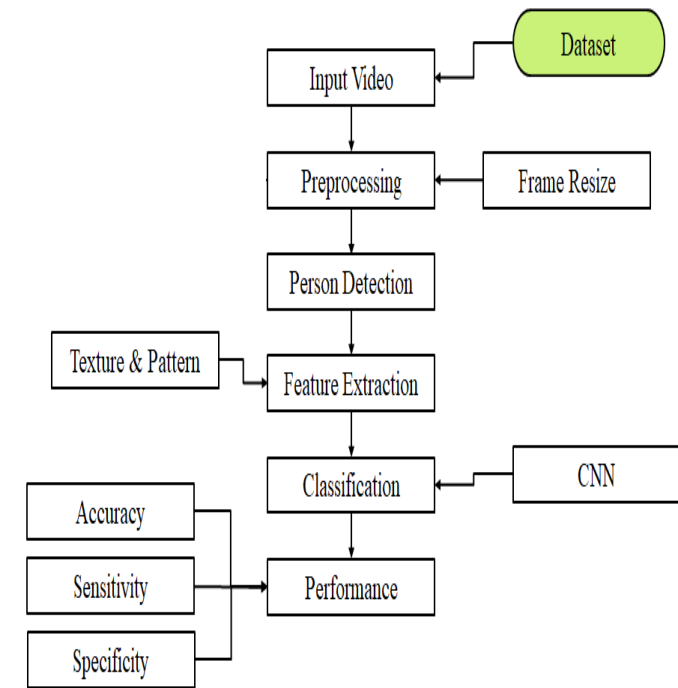 Dataset
Input Video
Preprocessing
Frame Resize
Person Detection
Texture & Pattern
Feature Extraction
Classification
CNN
Accuracy
Sensitivity
Performance
Specificity